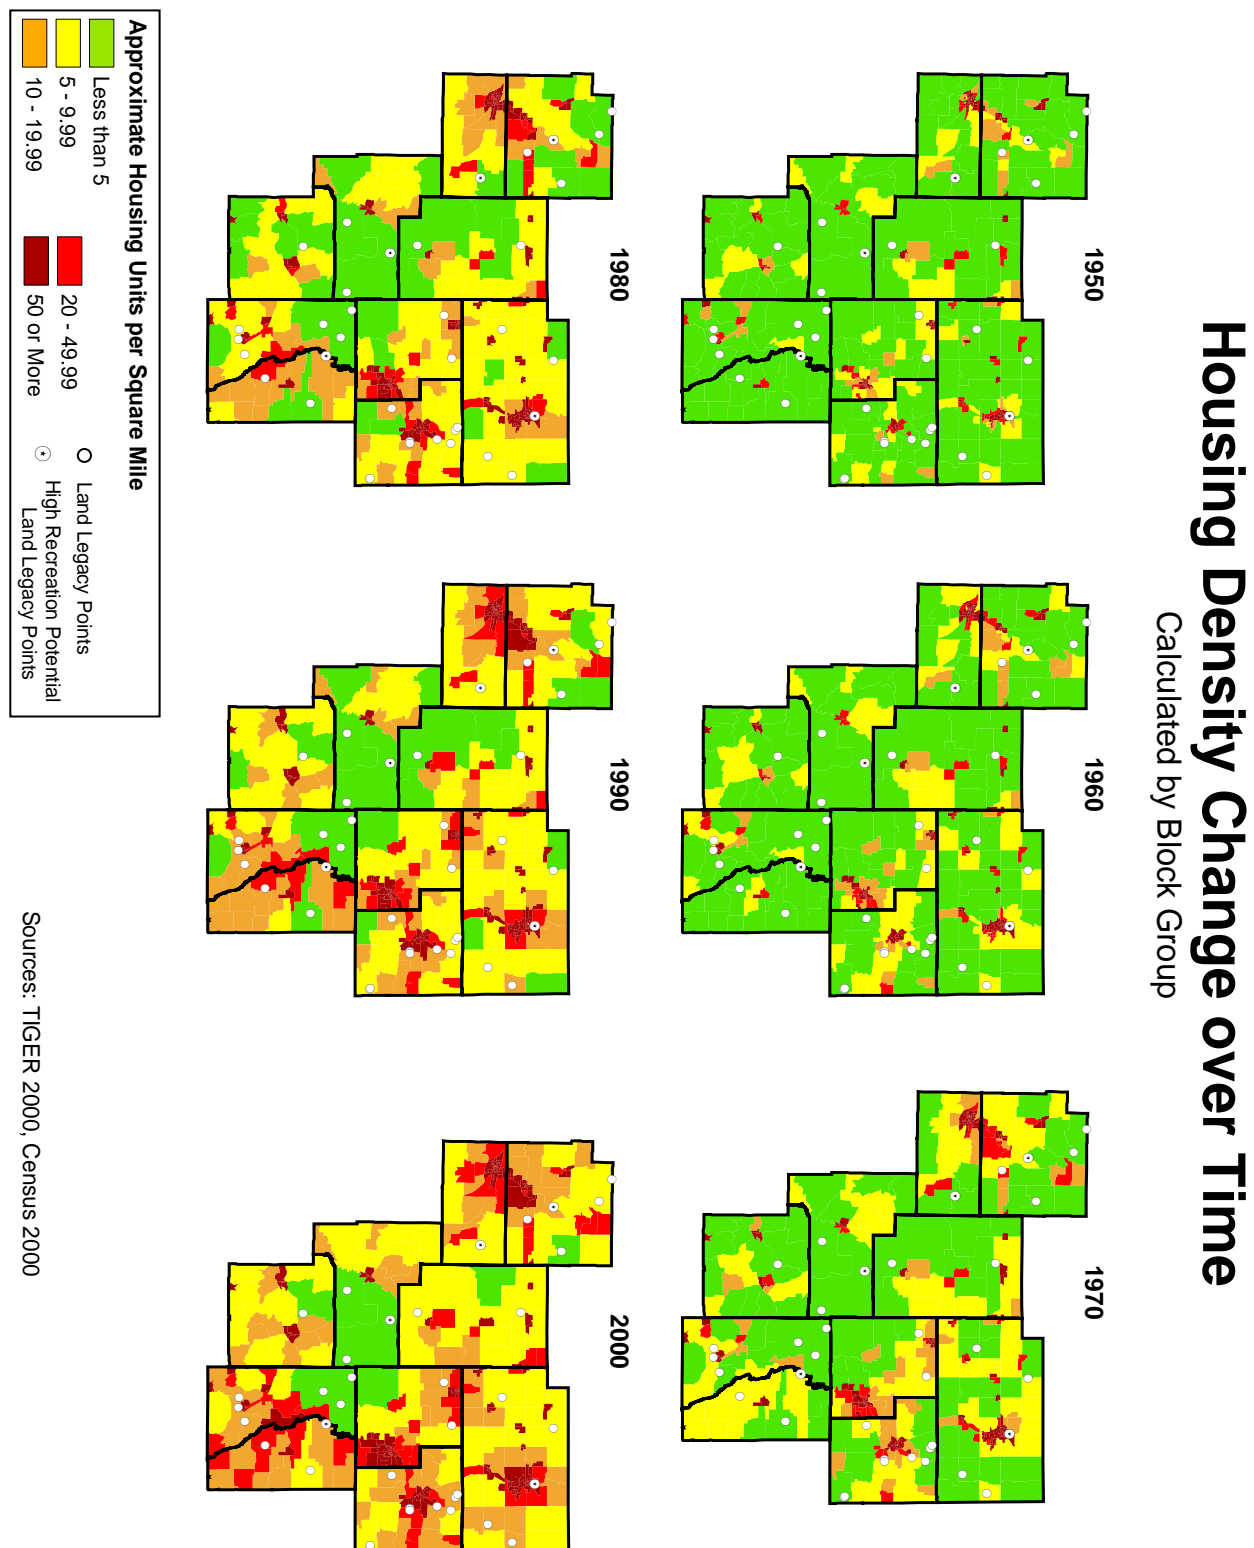 Housing Density Change over Time
Calculated by Block Group
1950
1960
1970
1980
1990
2000
Approximate Housing Units per Square Mile
Less than 5
5 - 9.99
10 - 19.99
20 - 49.99
50 or More
Land Legacy Points
High Recreation Potential
Land Legacy Points
Sources: TIGER 2000, Census 2000